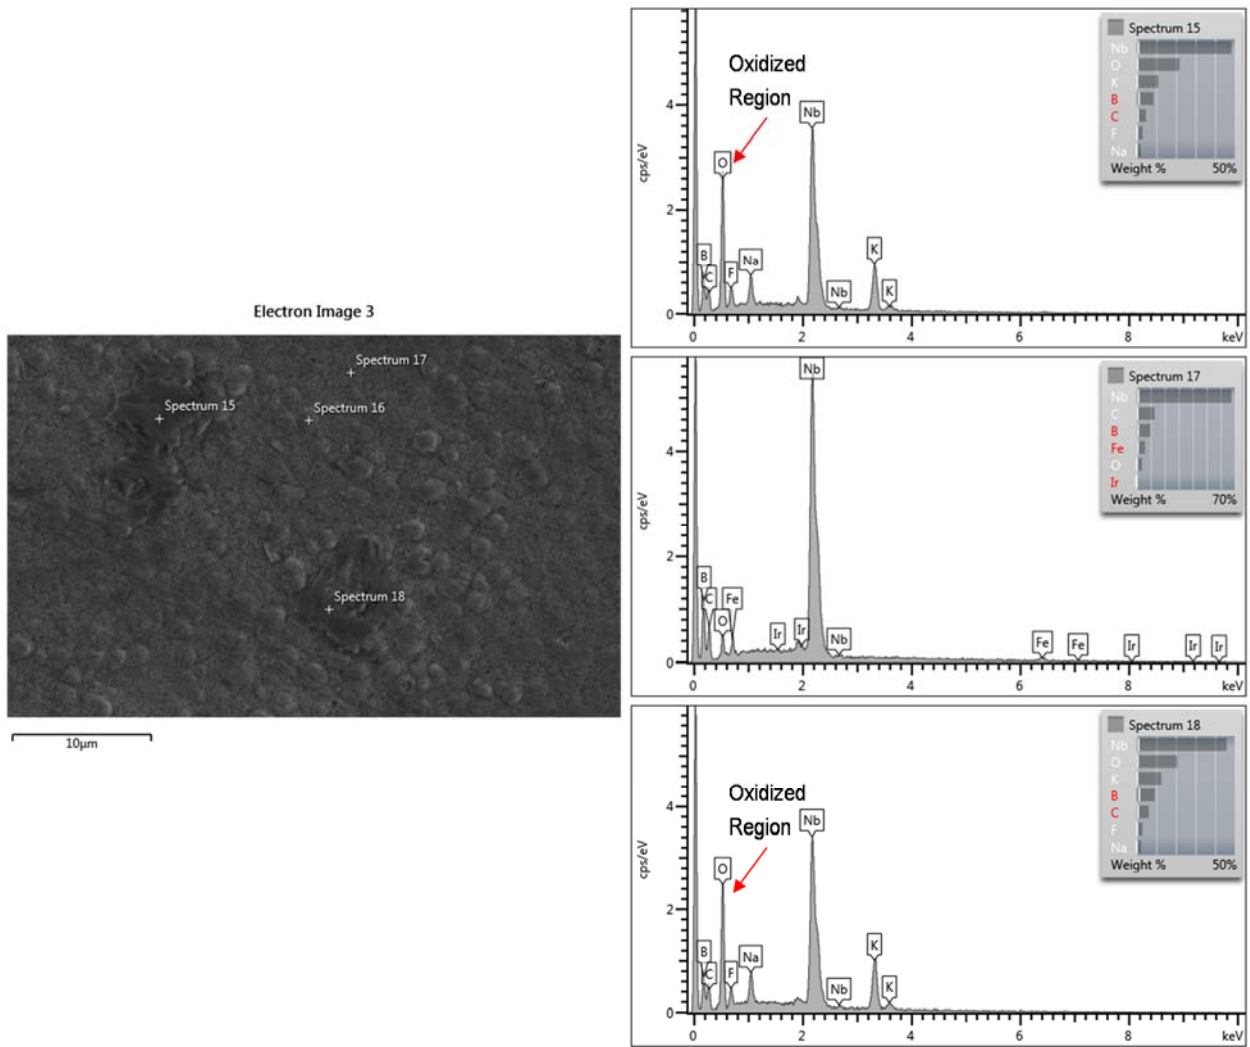 Electron Image 3
Spectrum 17
Spectrum 15
Spectrum 16
Spectrum 18
10µm
Spectrum 15
Nb
O
K
B
C
F
Na
Weight % 50%
Oxidized
Region
Nb
O
B
C
F
Na
Nb
K
K
cps/eV
4
2
0
0 2 4 6 8 keV
Spectrum 17
Nb
C
B
Fe
O
Ir
Weight % 70%
Nb
B
C
O
Fe
Ir
Ir
Nb
Fe
Fe
Ir
Ir
Ir
cps/eV
4
2
0
0 2 4 6 8 keV
Spectrum 18
Nb
O
K
B
C
F
Na
Weight % 50%
Oxidized
Region
Nb
O
B
C
F
Na
Nb
K
K
cps/eV
4
2
0
0 2 4 6 8 keV